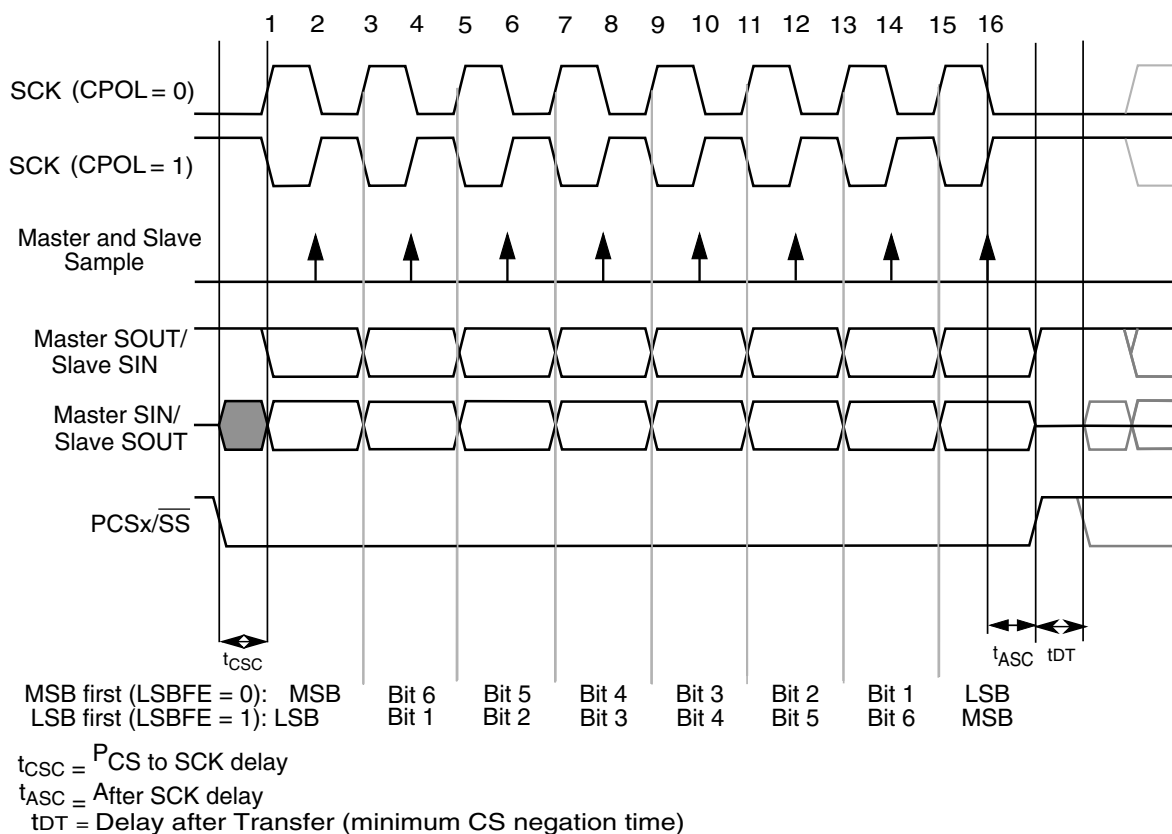 1 2 3 4 5 6 7 8 9 10 11 12 13 14 15 16
SCK (CPOL = 0)
SCK (CPOL = 1)
Master and Slave
Sample
Master SOUT/
Slave SIN
Master SIN/
Slave SOUT
PCSx/SS
tCSC
tASC
tDT
MSB first (LSBFE = 0): MSB Bit 6 Bit 5 Bit 4 Bit 3 Bit 2 Bit 1 LSB
LSB first (LSBFE = 1): LSB Bit 1 Bit 2 Bit 3 Bit 4 Bit 5 Bit 6 MSB
tCSC = PCS to SCK delay
tASC = After SCK delay
tDT = Delay after Transfer (minimum CS negation time)